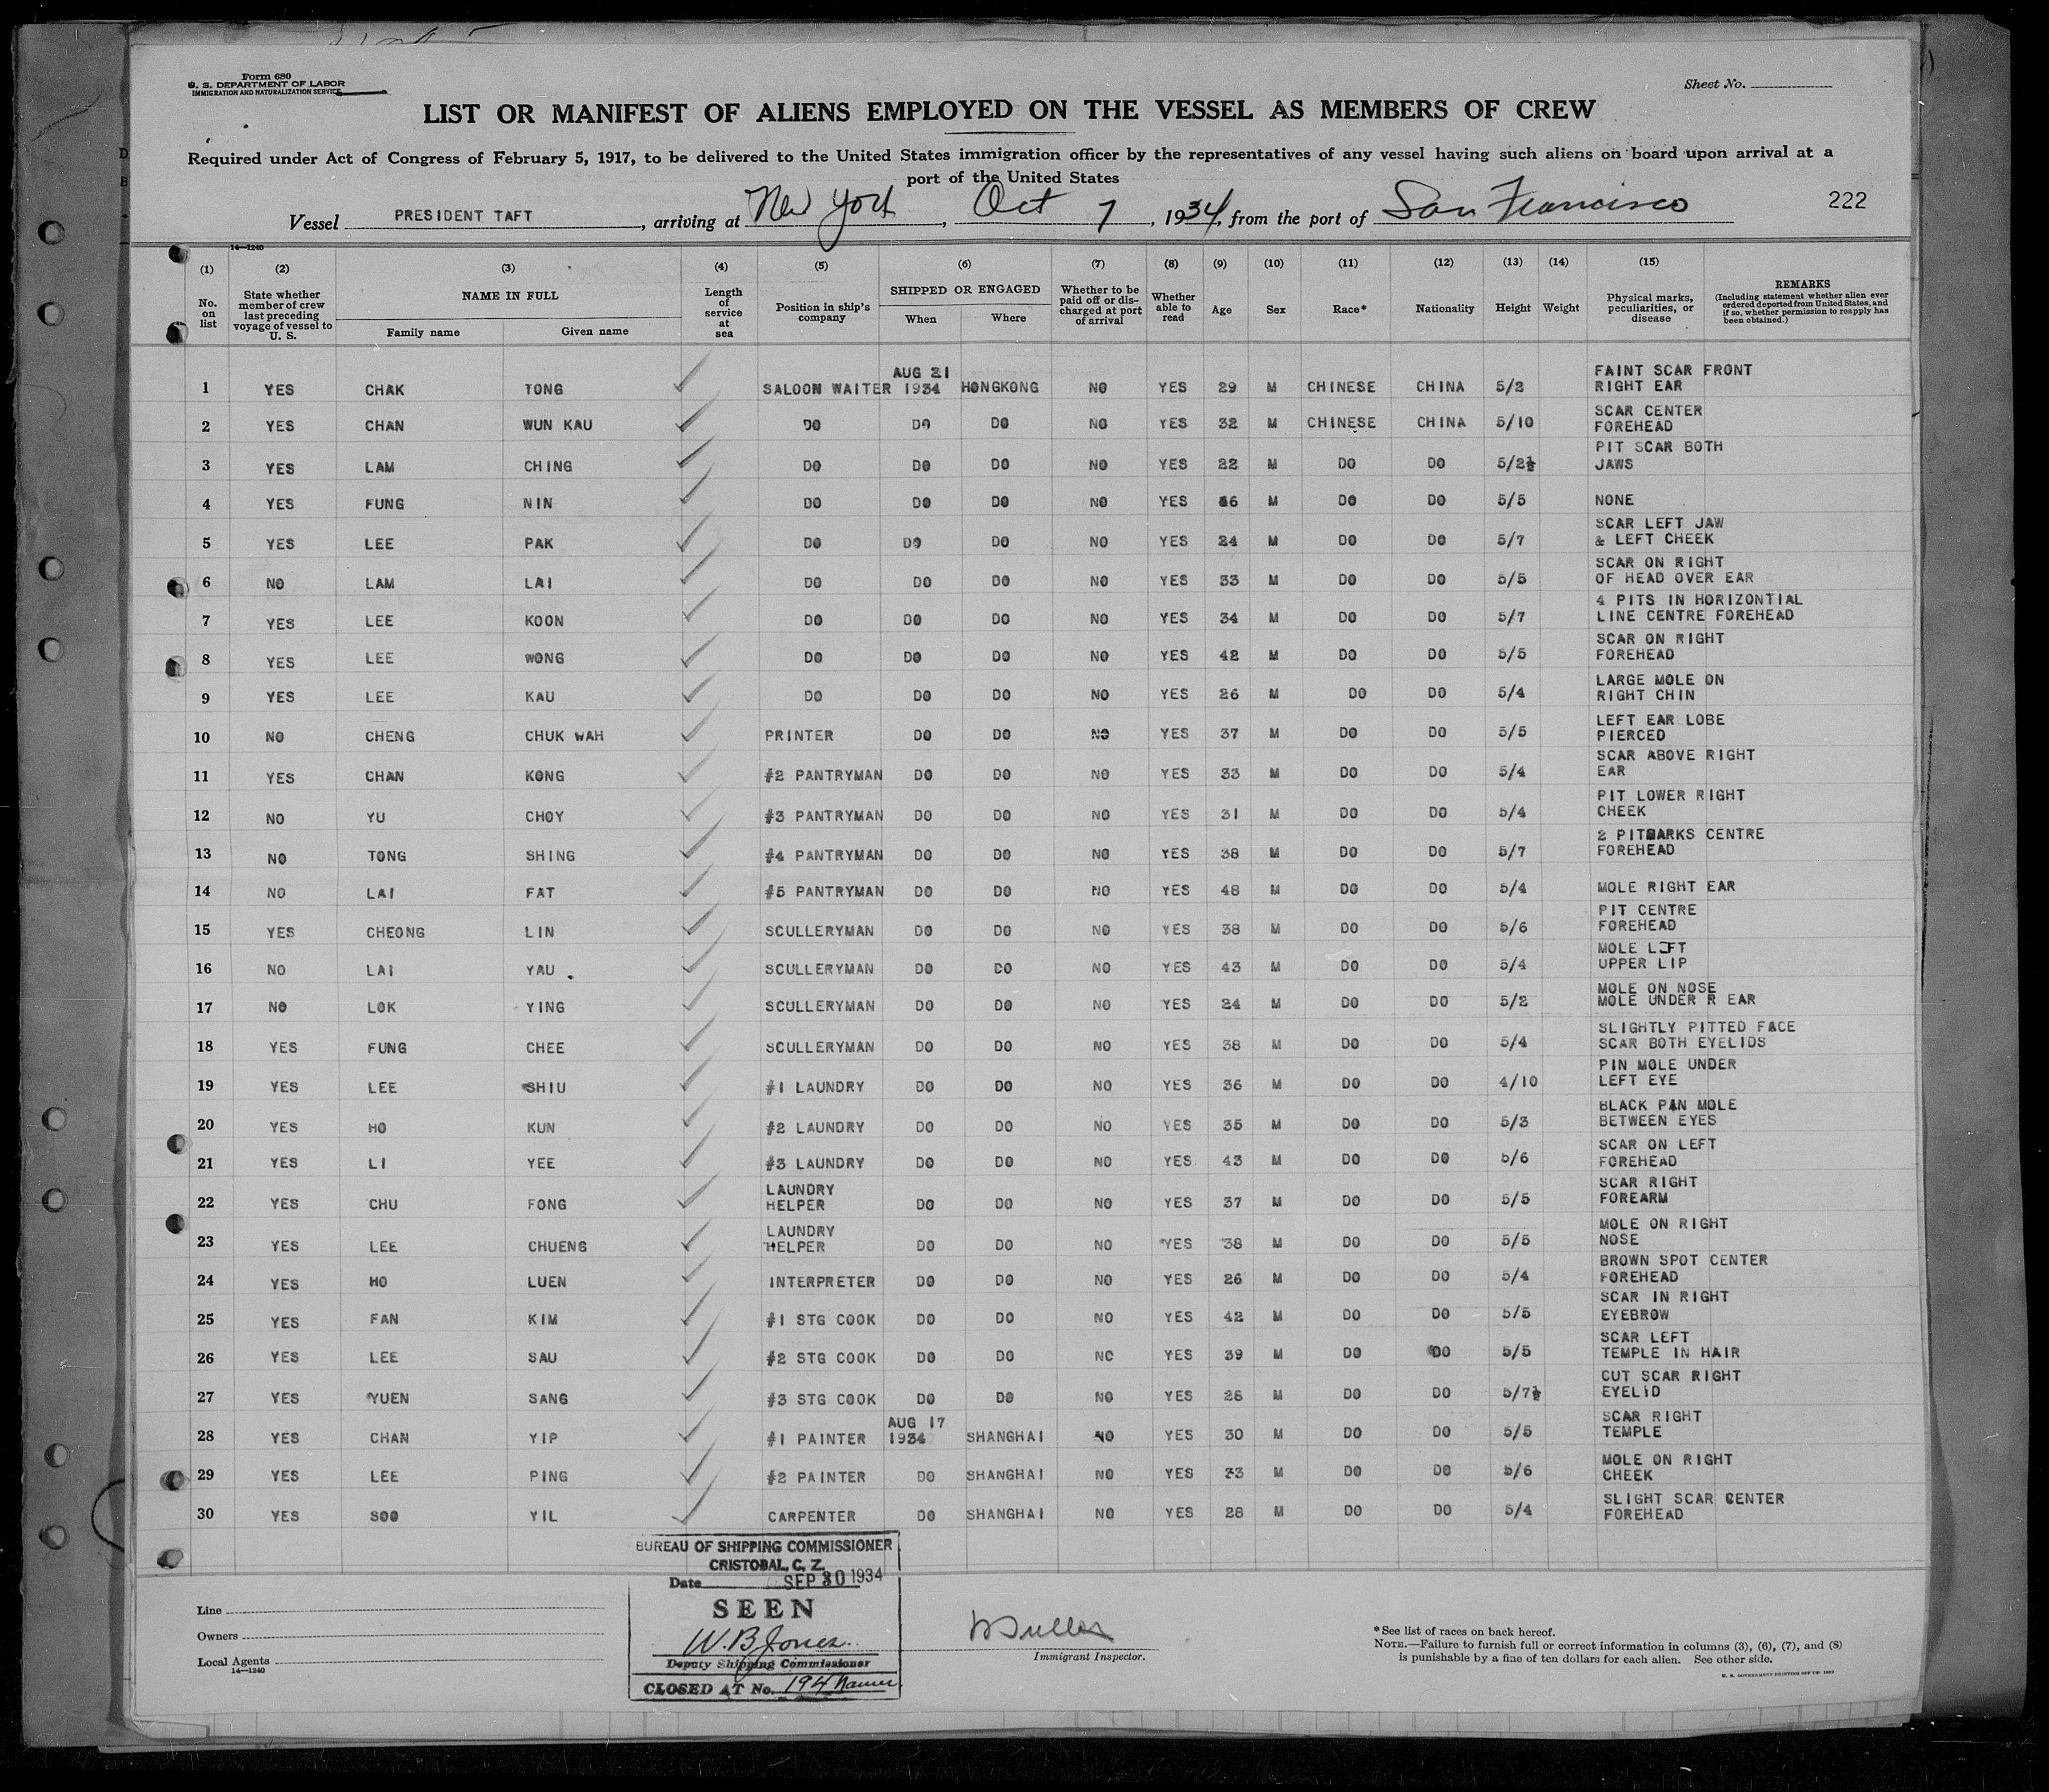 Form 680
U. S. DEPARTMENT OF LABOR
IMMIGRATION AND NATURALIZATION SERVICE
Sheet No.
LIST OR MANIFEST OF ALIENS EMPLOYED ON THE VESSEL AS MEMBERS OF CREW
Required under Act of Congress of February 5, 1917, to be delivered to the United States immigration officer by the representatives of any vessel having such aliens on board upon arrival at a
port of the United States
Vessel PRESIDENT TAFT, arriving at New York, Oct 7, 1934, from the port of San Francisco 222
14—1240
(1) (2) (3) (4) (5) (6) (7) (8) (9) (10) (11) (12) (13) (14) (15)
No. on list
State whether member of crew last preceding voyage of vessel to U. S.
NAME IN FULL
Family name Given name
Length of service at sea
Position in ship's company
SHIPPED OR ENGAGED
When Where
Whether to be paid off or discharged at port of arrival
Whether able to read
Age
Sex
Race*
Nationality
Height
Weight
Physical marks, peculiarities, or disease
REMARKS
(Including statement whether alien ever ordered deported from United States, and if so, whether permission to reapply has been obtained.)
1 YES CHAK TONG SALOON WAITER AUG 21 1934 HONGKONG NO YES 29 M CHINESE CHINA 5/2 FAINT SCAR FRONT RIGHT EAR
2 YES CHAN WUN KAU DO DO DO NO YES 32 M CHINESE CHINA 5/10 SCAR CENTER FOREHEAD
3 YES LAM CHING DO DO DO NO YES 22 M DO DO 5/2½ PIT SCAR BOTH JAWS
4 YES FUNG NIN DO DO DO NO YES M DO DO 5/5 NONE
5 YES LEE PAK DO DO DO NO YES 24 M DO DO 5/7 SCAR LEFT JAW & LEFT CHEEK
6 NO LAM LAI DO DO DO NO YES 33 M DO DO 5/5 SCAR ON RIGHT OF HEAD OVER EAR
7 YES LEE KOON DO DO DO NO YES 34 M DO DO 5/7 4 PITS IN HORIZONTIAL LINE CENTRE FOREHEAD
8 YES LEE WONG DO DO DO NO YES 42 M DO DO 5/5 SCAR ON RIGHT FOREHEAD
9 YES LEE KAU DO DO DO NO YES 26 M DO DO 5/4 LARGE MOLE ON RIGHT CHIN
10 NO CHENG CHUK WAH PRINTER DO DO NO YES 37 M DO DO 5/5 LEFT EAR LOBE PIERCED
11 YES CHAN KONG #2 PANTRYMAN DO DO NO YES 33 M DO DO 5/4 SCAR ABOVE RIGHT EAR
12 NO YU CHOY #3 PANTRYMAN DO DO NO YES 31 M DO DO 5/4 PIT LOWER RIGHT CHEEK
13 NO TONG SHING #4 PANTRYMAN DO DO NO YES 38 M DO DO 5/7 2 PITMARKS CENTRE FOREHEAD
14 NO LAI FAT #5 PANTRYMAN DO DO NO YES 48 M DO DO 5/4 MOLE RIGHT EAR
15 YES CHEONG LIN SCULLERYMAN DO DO NO YES 38 M DO DO 5/6 PIT CENTRE FOREHEAD
16 NO LAI YAU SCULLERYMAN DO DO NO YES 43 M DO DO 5/4 MOLE LEFT UPPER LIP
17 NO LOK YING SCULLERYMAN DO DO NO YES 24 M DO DO 5/2 MOLE ON NOSE MOLE UNDER R EAR
18 YES FUNG CHEE SCULLERYMAN DO DO NO YES 38 M DO DO 5/4 SLIGHTLY PITTED FACE SCAR BOTH EYELIDS
19 YES LEE SHIU #1 LAUNDRY DO DO NO YES 36 M DO DO 4/10 PIN MOLE UNDER LEFT EYE
20 YES HO KUN #2 LAUNDRY DO DO NO YES 35 M DO DO 5/3 BLACK PAN MOLE BETWEEN EYES
21 YES LI YEE #3 LAUNDRY DO DO NO YES 43 M DO DO 5/6 SCAR ON LEFT FOREHEAD
22 YES CHU FONG LAUNDRY HELPER DO DO NO YES 37 M DO DO 5/5 SCAR RIGHT FOREARM
23 YES LEE CHUENG LAUNDRY HELPER DO DO NO YES 38 M DO DO 5/5 MOLE ON RIGHT NOSE
24 YES HO LUEN INTERPRETER DO DO NO YES 26 M DO DO 5/4 BROWN SPOT CENTER FOREHEAD
25 YES FAN KIM #1 STG COOK DO DO NO YES 42 M DO DO 5/5 SCAR IN RIGHT EYEBROW
26 YES LEE SAU #2 STG COOK DO DO NO YES 39 M DO DO 5/5 SCAR LEFT TEMPLE IN HAIR
27 YES YUEN SANG #3 STG COOK DO DO NO YES 28 M DO DO 5/7½ CUT SCAR RIGHT EYELID
28 YES CHAN YIP #1 PAINTER AUG 17 1934 SHANGHAI NO YES 30 M DO DO 5/5 SCAR RIGHT TEMPLE
29 YES LEE PING #2 PAINTER DO SHANGHAI NO YES 33 M DO DO 5/6 MOLE ON RIGHT CHEEK
30 YES SOO YIL CARPENTER DO SHANGHAI NO YES 28 M DO DO 5/4 SLIGHT SCAR CENTER FOREHEAD
BUREAU OF SHIPPING COMMISSIONER
CRISTOBAL, C. Z.
Date SEP 30 1934
SEEN
W. B. Jones
Deputy Shipping Commissioner
CLOSED AT No. 194 Names
Line
Owners
Local Agents
14—1240
Immigrant Inspector.
*See list of races on back hereof.
NOTE.—Failure to furnish full or correct information in columns (3), (6), (7), and (8)
is punishable by a fine of ten dollars for each alien. See other side.